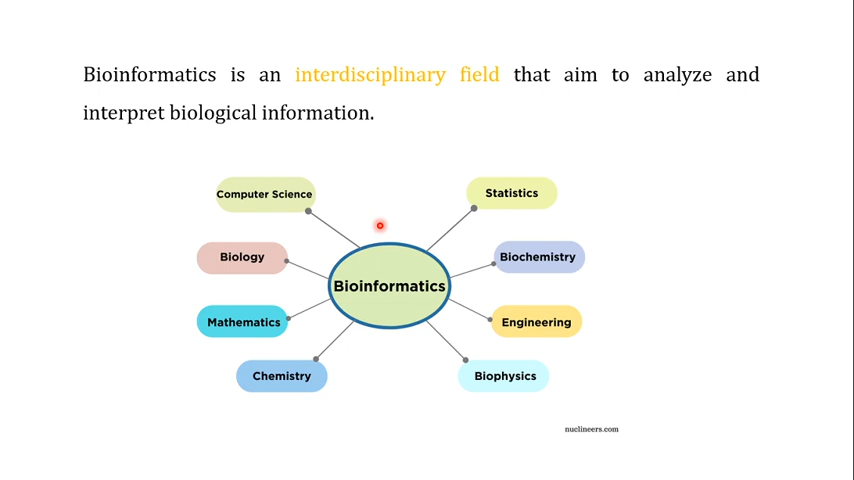 Bioinformatics is an interdisciplinary field that aim to analyze and
interpret biological information.
Computer Science
Statistics
Biology
Biochemistry
Bioinformatics
Mathematics
Engineering
Chemistry
Biophysics
nuclineers.com